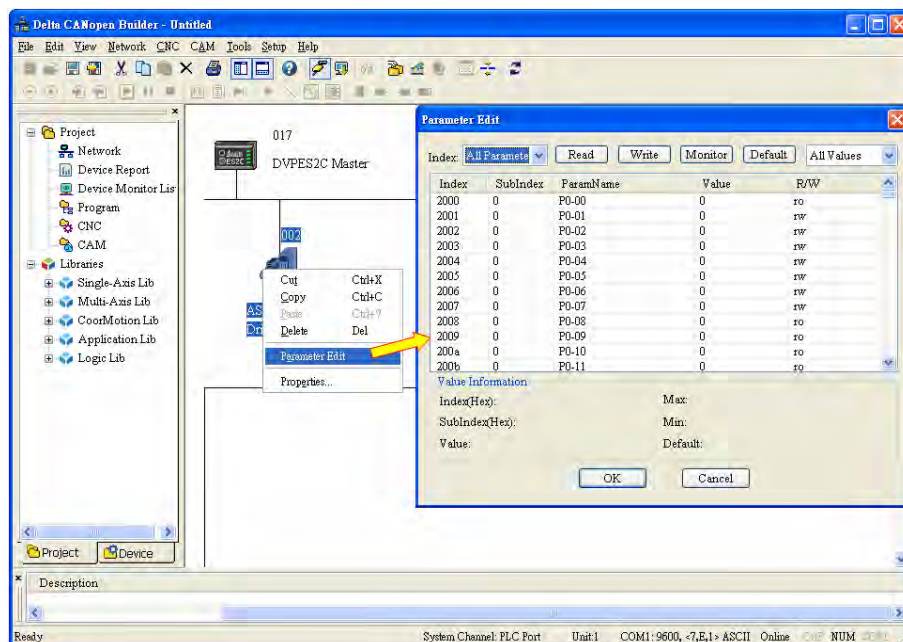 Delta CANopen Builder - Untitled
File Edit View Network CNC CAM Tools Setup Help
Project
Network
Device Report
Device Monitor Lis
Program
CNC
CAM
Libraries
Single-Axis Lib
Multi-Axis Lib
CoorMotion Lib
Application Lib
Logic Lib
Project Device
017
DVPES2C Master
002
AS
Dri
Cut Ctrl+X
Copy Ctrl+C
Paste Ctrl+V
Delete Del
Parameter Edit
Properties...
Parameter Edit
Index: All Paramete Read Write Monitor Default All Values
Index SubIndex ParamName Value R/W
2000 0 P0-00 0 ro
2001 0 P0-01 0 rw
2002 0 P0-02 0 rw
2003 0 P0-03 0 rw
2004 0 P0-04 0 rw
2005 0 P0-05 0 rw
2006 0 P0-06 0 rw
2007 0 P0-07 0 rw
2008 0 P0-08 0 ro
2009 0 P0-09 0 ro
200a 0 P0-10 0 ro
200b 0 P0-11 0 ro
Value Information
Index(Hex): Max:
SubIndex(Hex): Min:
Value: Default:
OK Cancel
Description
Ready System Channel: PLC Port Unit:1 COM1: 9600, <7,E,1> ASCII Online NUM